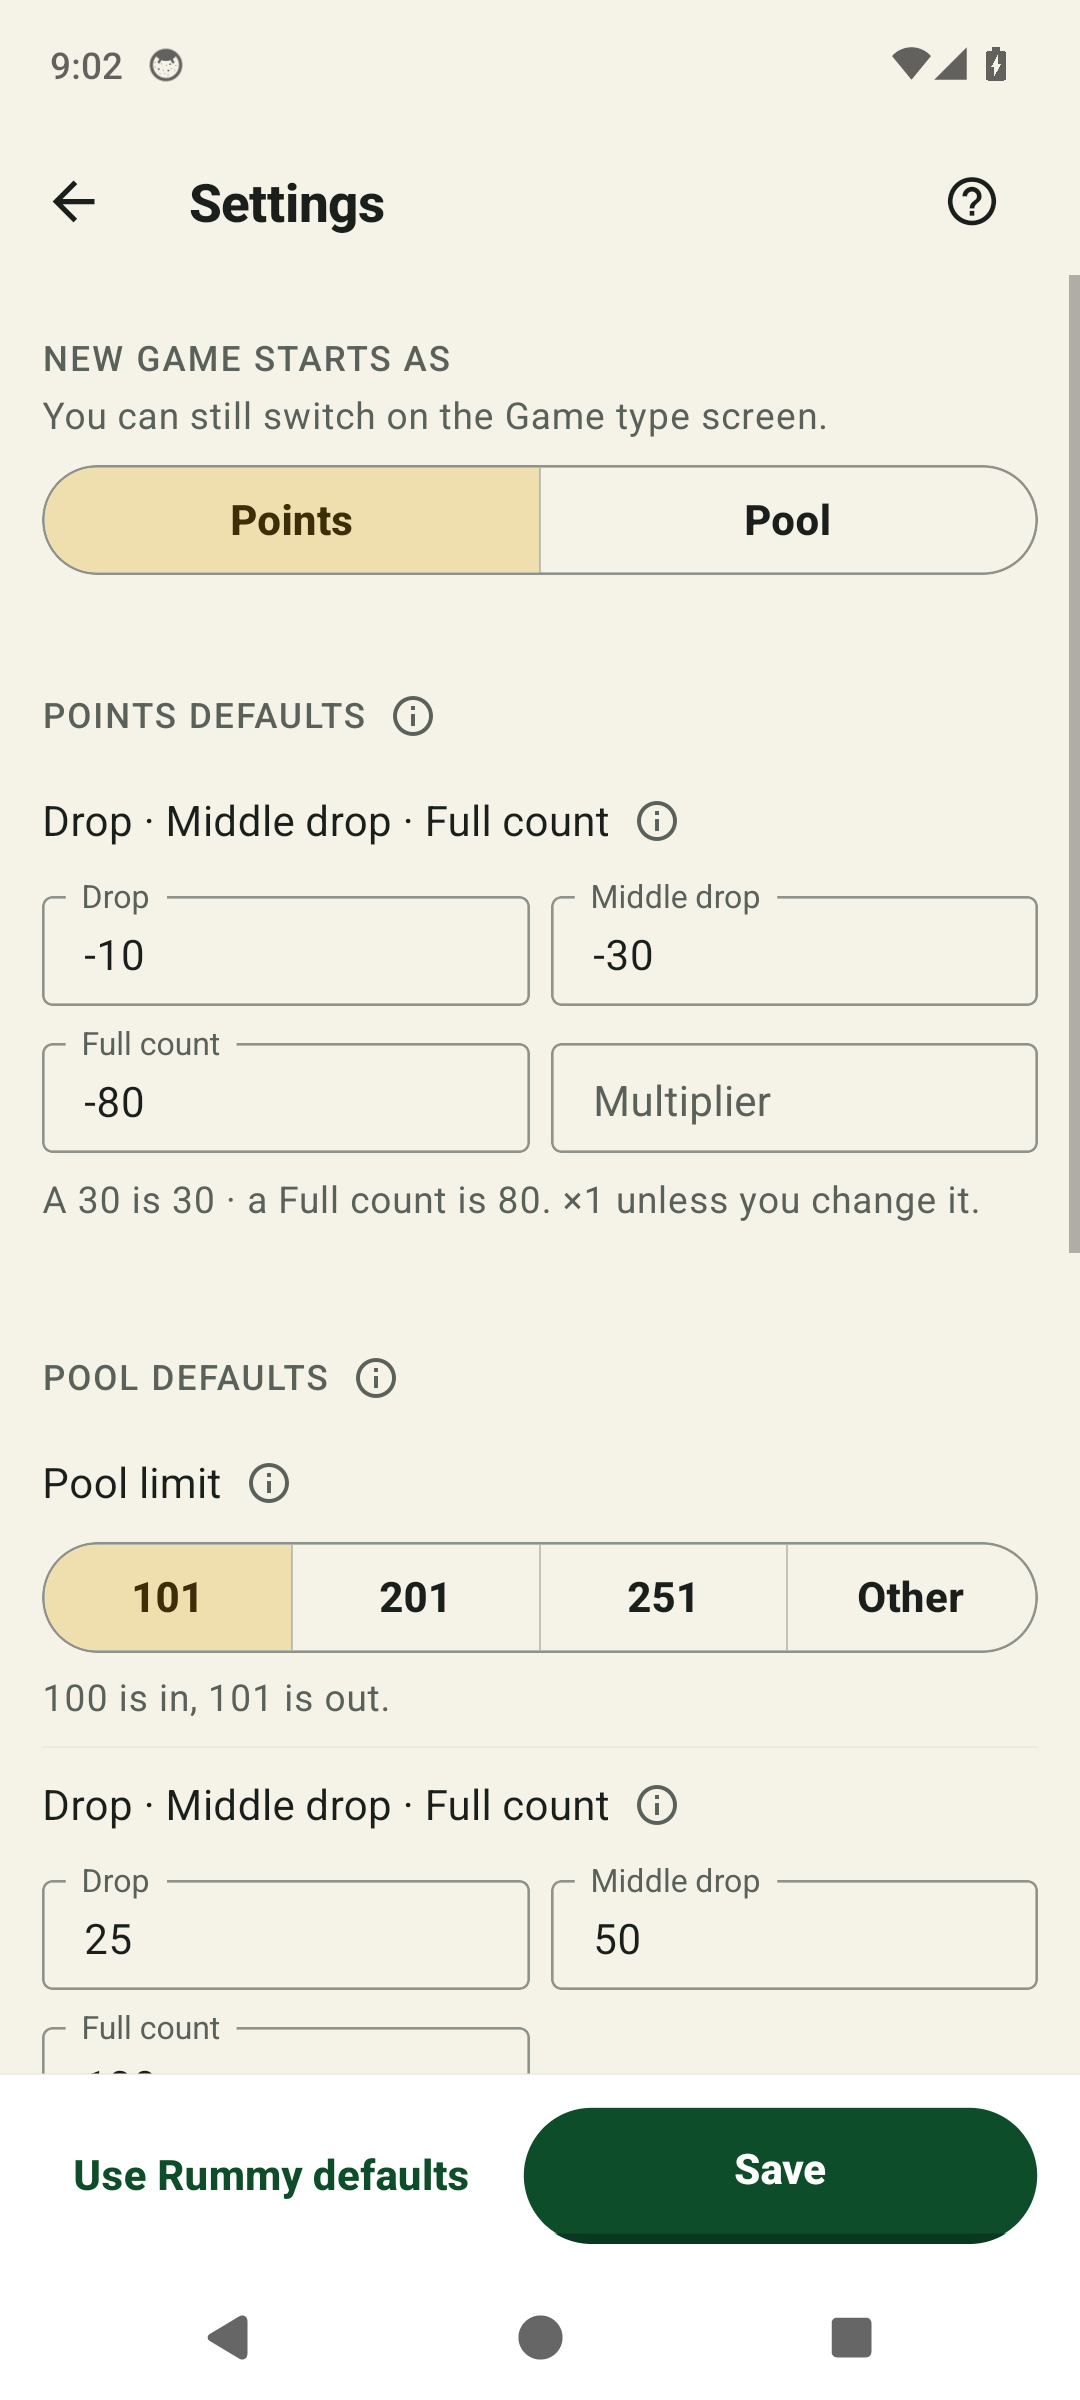 9:02
Settings
NEW GAME STARTS AS
You can still switch on the Game type screen.
Points
Pool
POINTS DEFAULTS
Drop · Middle drop · Full count
Drop
Middle drop
-10
-30
Full count
-80
Multiplier
A 30 is 30 · a Full count is 80. ×1 unless you change it.
POOL DEFAULTS
Pool limit
101
201
251
Other
100 is in, 101 is out.
Drop · Middle drop · Full count
Drop
Middle drop
25
50
Full count
Use Rummy defaults
Save